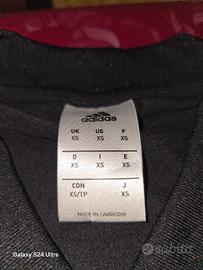 adidas
UK US F
XS XS XS
D I E
XS XS XS
CDN J
XS/TP XS
MADE IN CAMBODIA
Galaxy S24 Ultra
subito